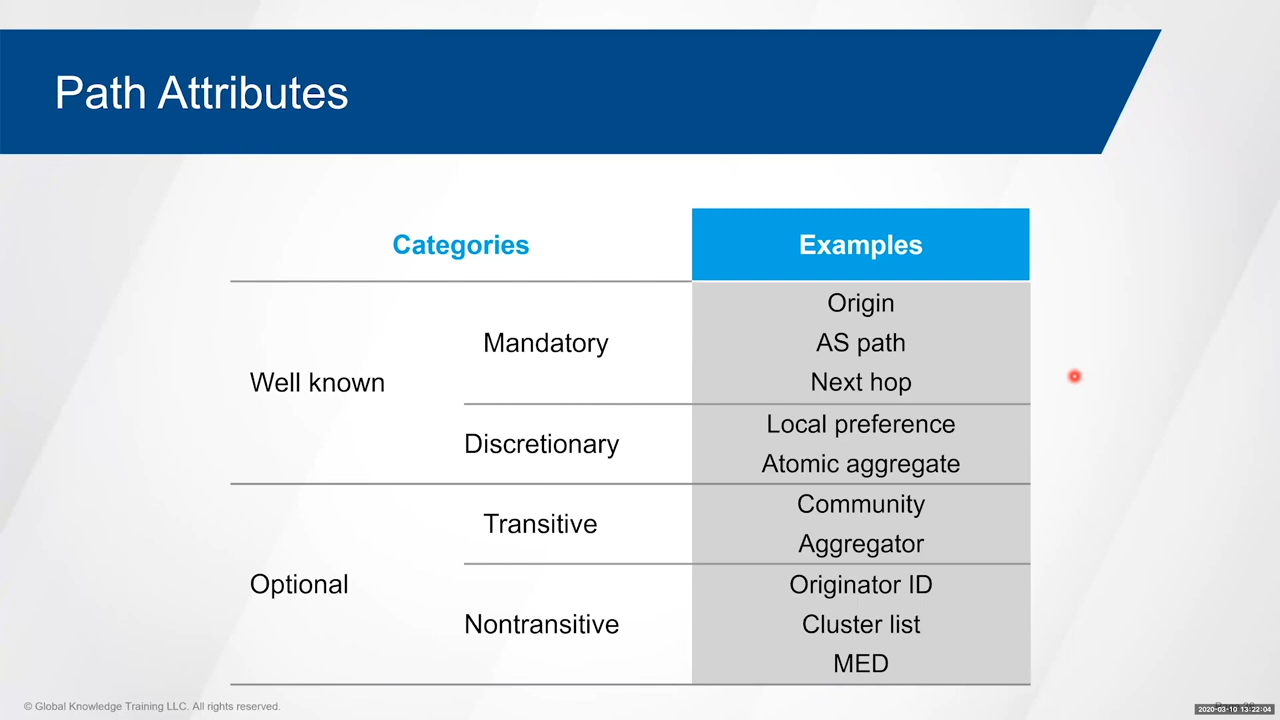 Path Attributes
Categories
Examples
Well known
Mandatory
Origin
AS path
Next hop
Discretionary
Local preference
Atomic aggregate
Optional
Transitive
Community
Aggregator
Nontransitive
Originator ID
Cluster list
MED
© Global Knowledge Training LLC. All rights reserved.
2020-03-10 13:22:04